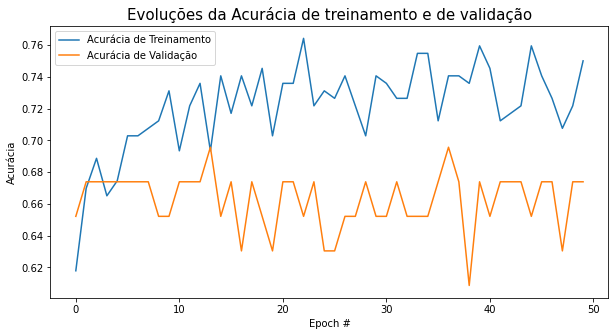 Evoluções da Acurácia de treinamento e de validação
Acurácia de Treinamento
Acurácia de Validação
Acurácia
0.76
0.74
0.72
0.70
0.68
0.66
0.64
0.62
0 10 20 30 40 50
Epoch #